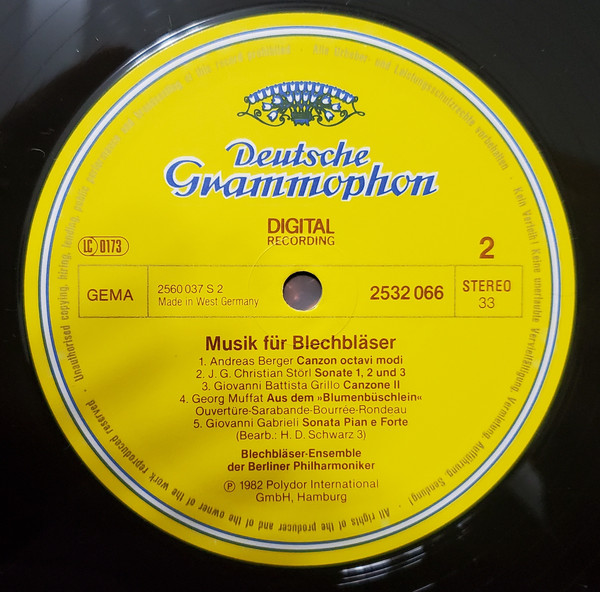 Deutsche
Grammophon
DIGITAL
RECORDING
LC 0173
2
GEMA
2560 037 S 2
Made in West Germany
2532 066
STEREO
33
Musik für Blechbläser
1. Andreas Berger Canzon octavi modi
2. J. G. Christian Störl Sonate 1, 2 und 3
3. Giovanni Battista Grillo Canzone II
4. Georg Muffat Aus dem »Blumenbüschlein«
Ouvertüre-Sarabande-Bourrée-Rondeau
5. Giovanni Gabrieli Sonata Pian e Forte
(Bearb.: H. D. Schwarz 3)
Blechbläser-Ensemble
der Berliner Philharmoniker
℗ 1982 Polydor International
GmbH, Hamburg
Alle Urheber- und Leistungsschutzrechte vorbehalten · Kein Verleih! Keine unerlaubte Vervielfältigung, Vermietung, Aufführung, Sendung! ·
All rights of the producer and of the owner of the work reproduced reserved · Unauthorised copying, hiring, lending, public performance and broadcasting of this record prohibited ·